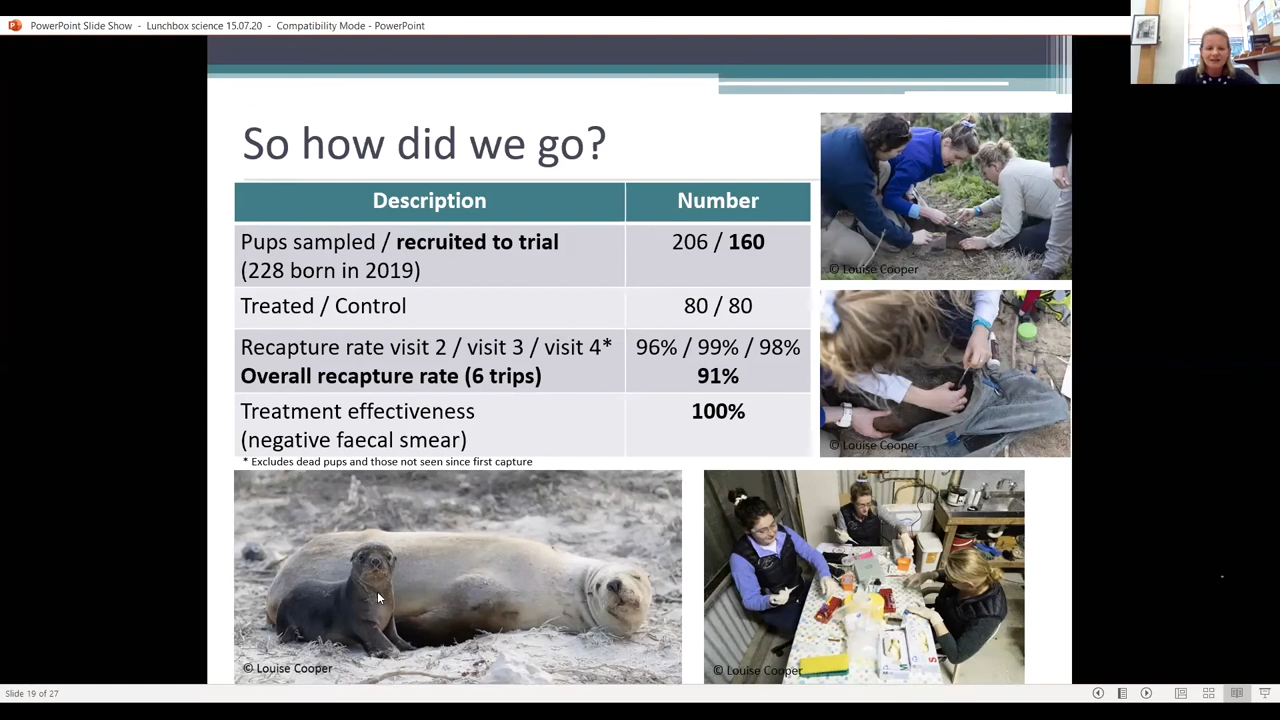 PowerPoint Slide Show - Lunchbox science 15.07.20 - Compatibility Mode - PowerPoint
So how did we go?
Description Number
Pups sampled / recruited to trial 206 / 160
(228 born in 2019)
Treated / Control 80 / 80
Recapture rate visit 2 / visit 3 / visit 4* 96% / 99% / 98%
Overall recapture rate (6 trips) 91%
Treatment effectiveness 100%
(negative faecal smear)
* Excludes dead pups and those not seen since first capture
© Louise Cooper
© Louise Cooper
© Louise Cooper
© Louise Cooper
Slide 19 of 27